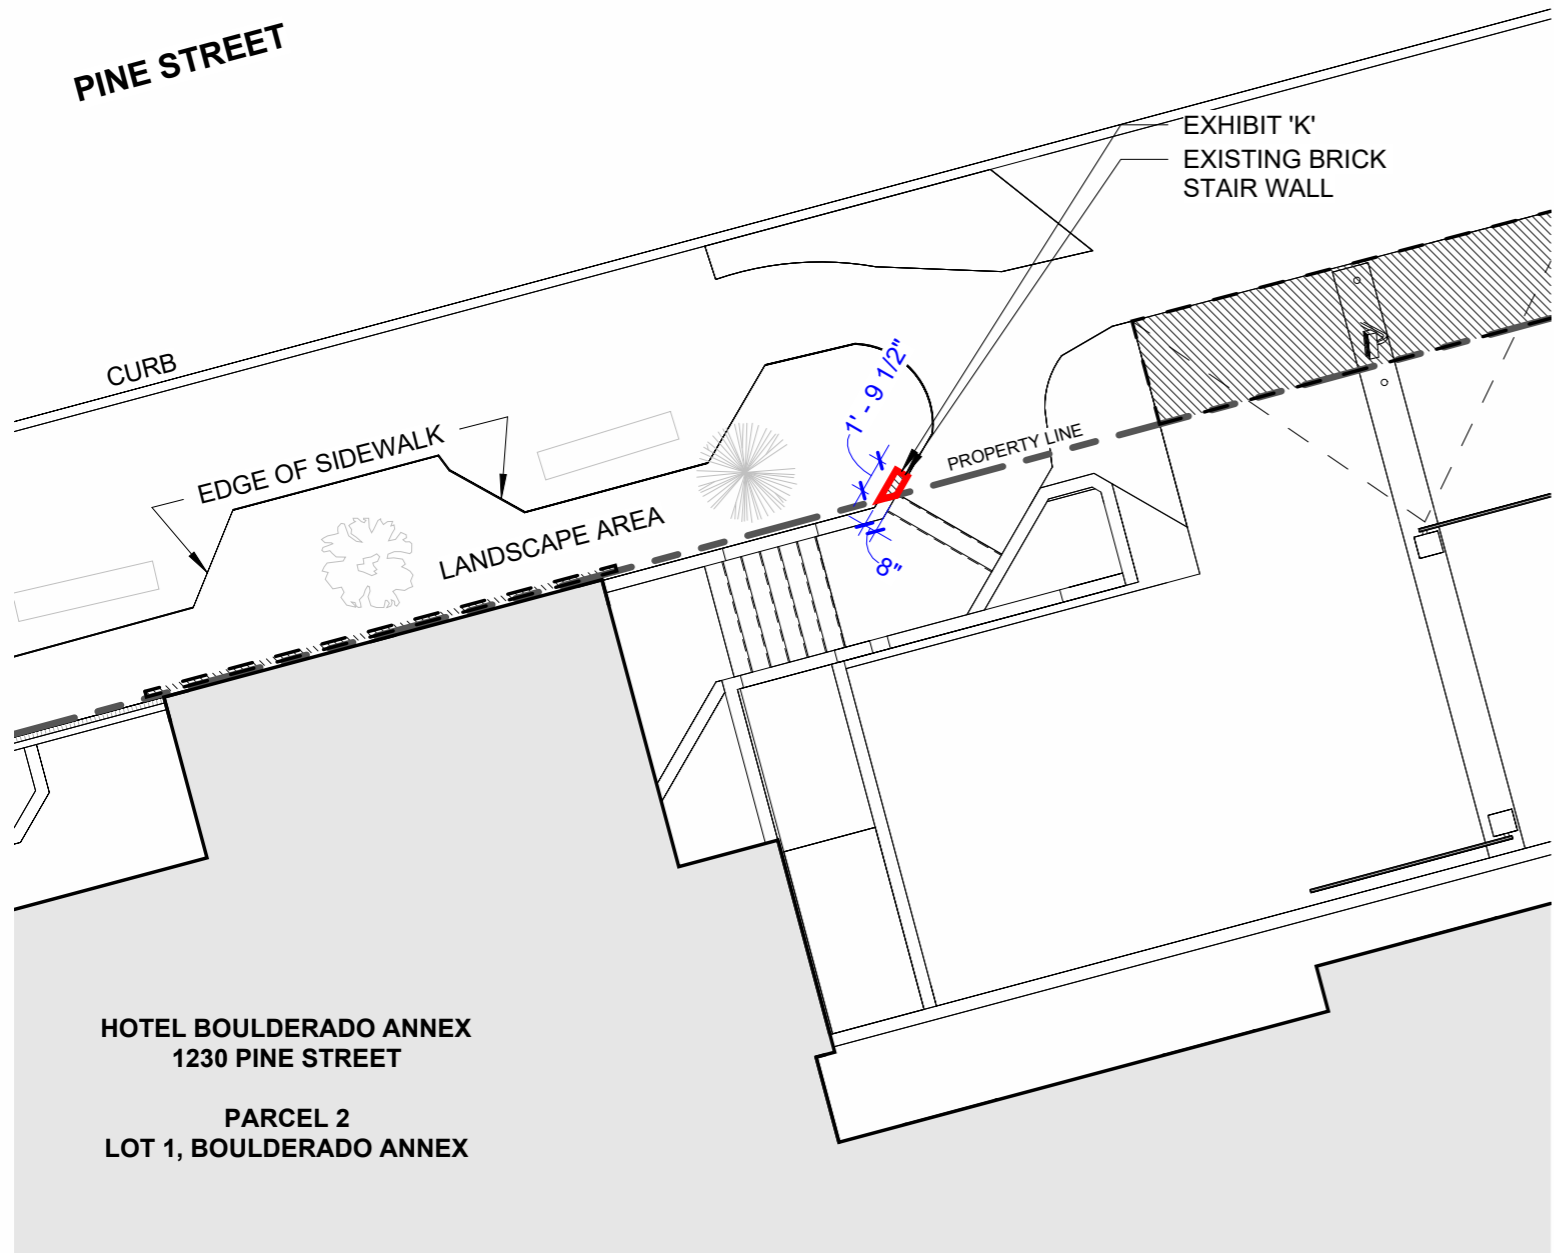 PINE STREET
EXHIBIT 'K'
EXISTING BRICK
STAIR WALL
CURB
1' - 9 1/2"
EDGE OF SIDEWALK
PROPERTY LINE
LANDSCAPE AREA
8"
HOTEL BOULDERADO ANNEX
1230 PINE STREET
PARCEL 2
LOT 1, BOULDERADO ANNEX